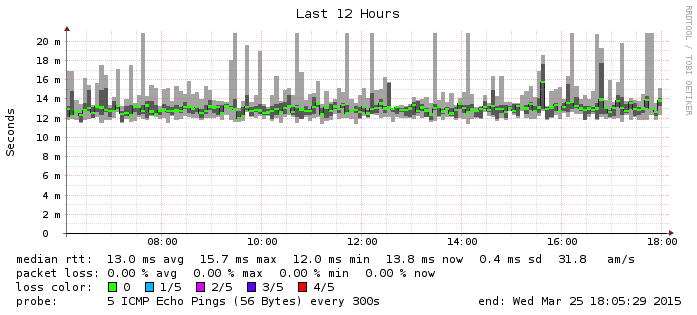 Last 12 Hours
RRDTOOL / TOBI OETIKER
Seconds
20 m
18 m
16 m
14 m
12 m
10 m
8 m
6 m
4 m
2 m
0
08:00 10:00 12:00 14:00 16:00 18:00
median rtt: 13.0 ms avg 15.7 ms max 12.0 ms min 13.8 ms now 0.4 ms sd 31.8 am/s
packet loss: 0.00 % avg 0.00 % max 0.00 % min 0.00 % now
loss color: 0 1/5 2/5 3/5 4/5
probe: 5 ICMP Echo Pings (56 Bytes) every 300s end: Wed Mar 25 18:05:29 2015